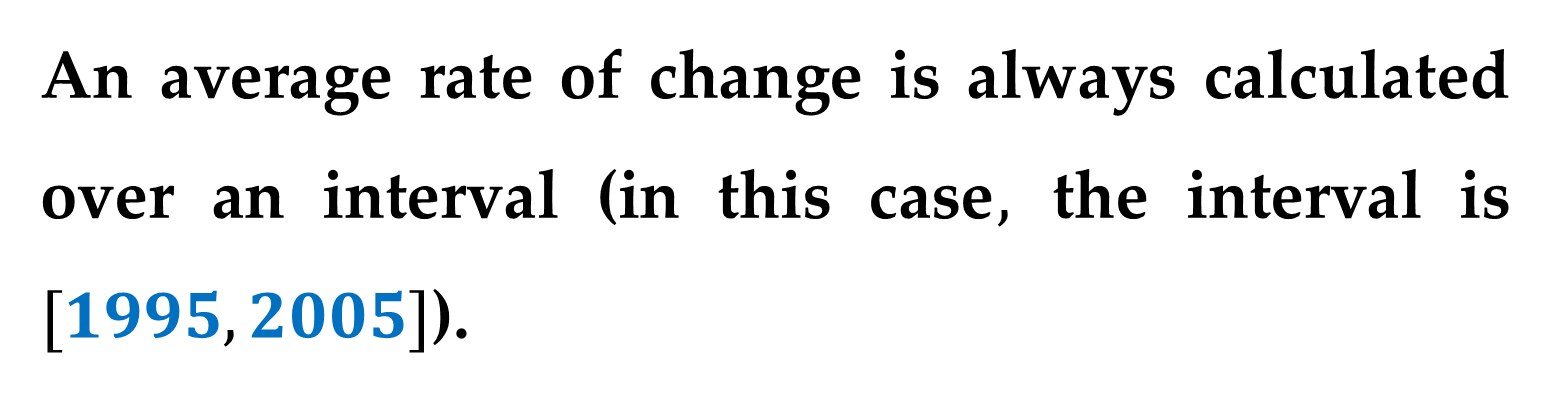 An average rate of change is always calculated
over an interval (in this case, the interval is
[1995, 2005]).